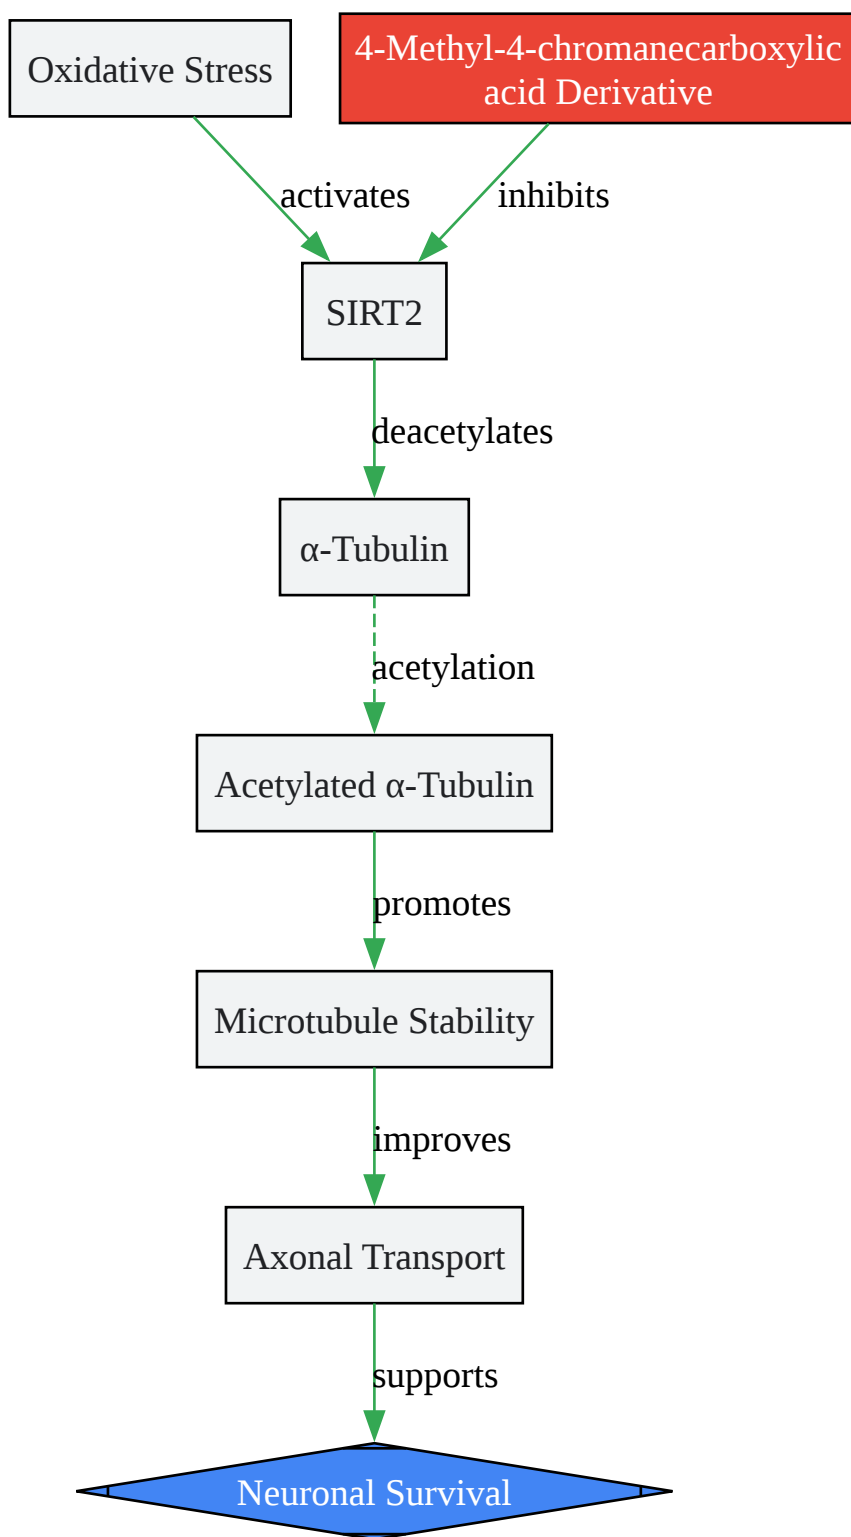 Oxidative Stress
4-Methyl-4-chromanecarboxylic
acid Derivative
activates
inhibits
SIRT2
deacetylates
α-Tubulin
acetylation
Acetylated α-Tubulin
promotes
Microtubule Stability
improves
Axonal Transport
supports
Neuronal Survival